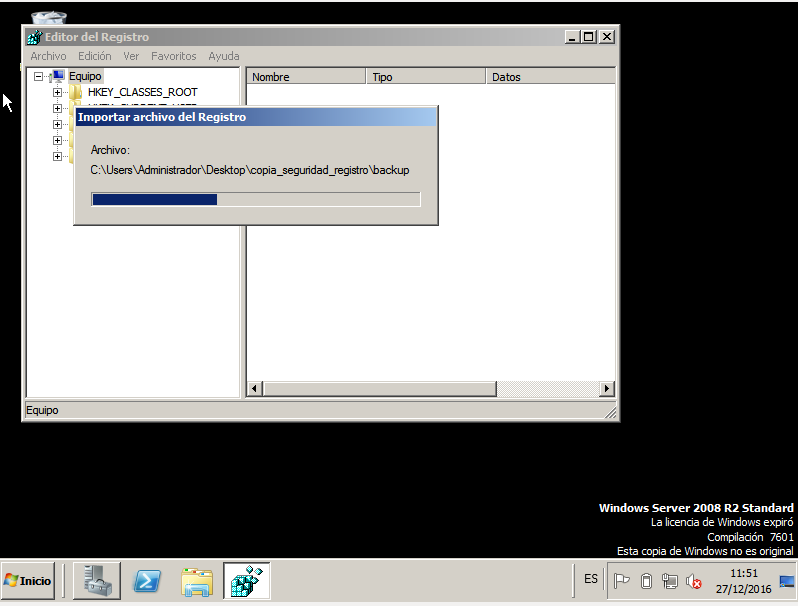 Editor del Registro
Archivo Edición Ver Favoritos Ayuda
Equipo
Nombre Tipo Datos
HKEY_CLASSES_ROOT
Importar archivo del Registro
Archivo:
C:\Users\Administrador\Desktop\copia_seguridad_registro\backup
Equipo
Windows Server 2008 R2 Standard
La licencia de Windows expiró
Compilación 7601
Esta copia de Windows no es original
Inicio
ES
11:51
27/12/2016